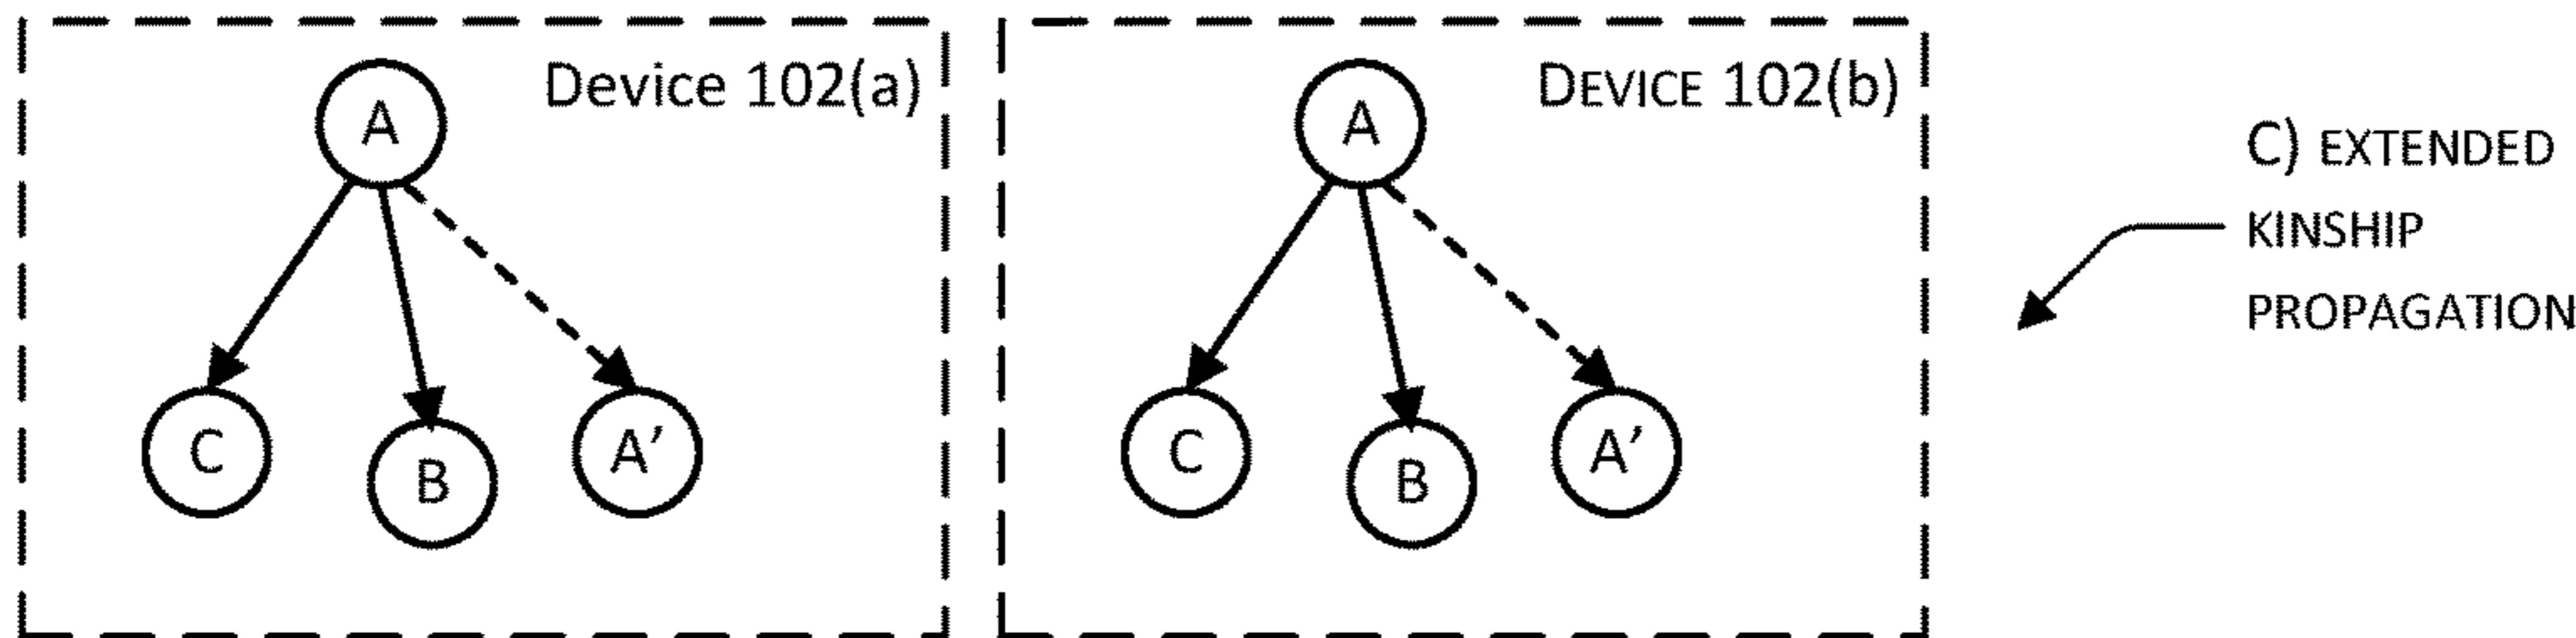 Device 102(a)
A
C
B
A′
DEVICE 102(b)
A
C
B
A′
C) EXTENDED
KINSHIP
PROPAGATION